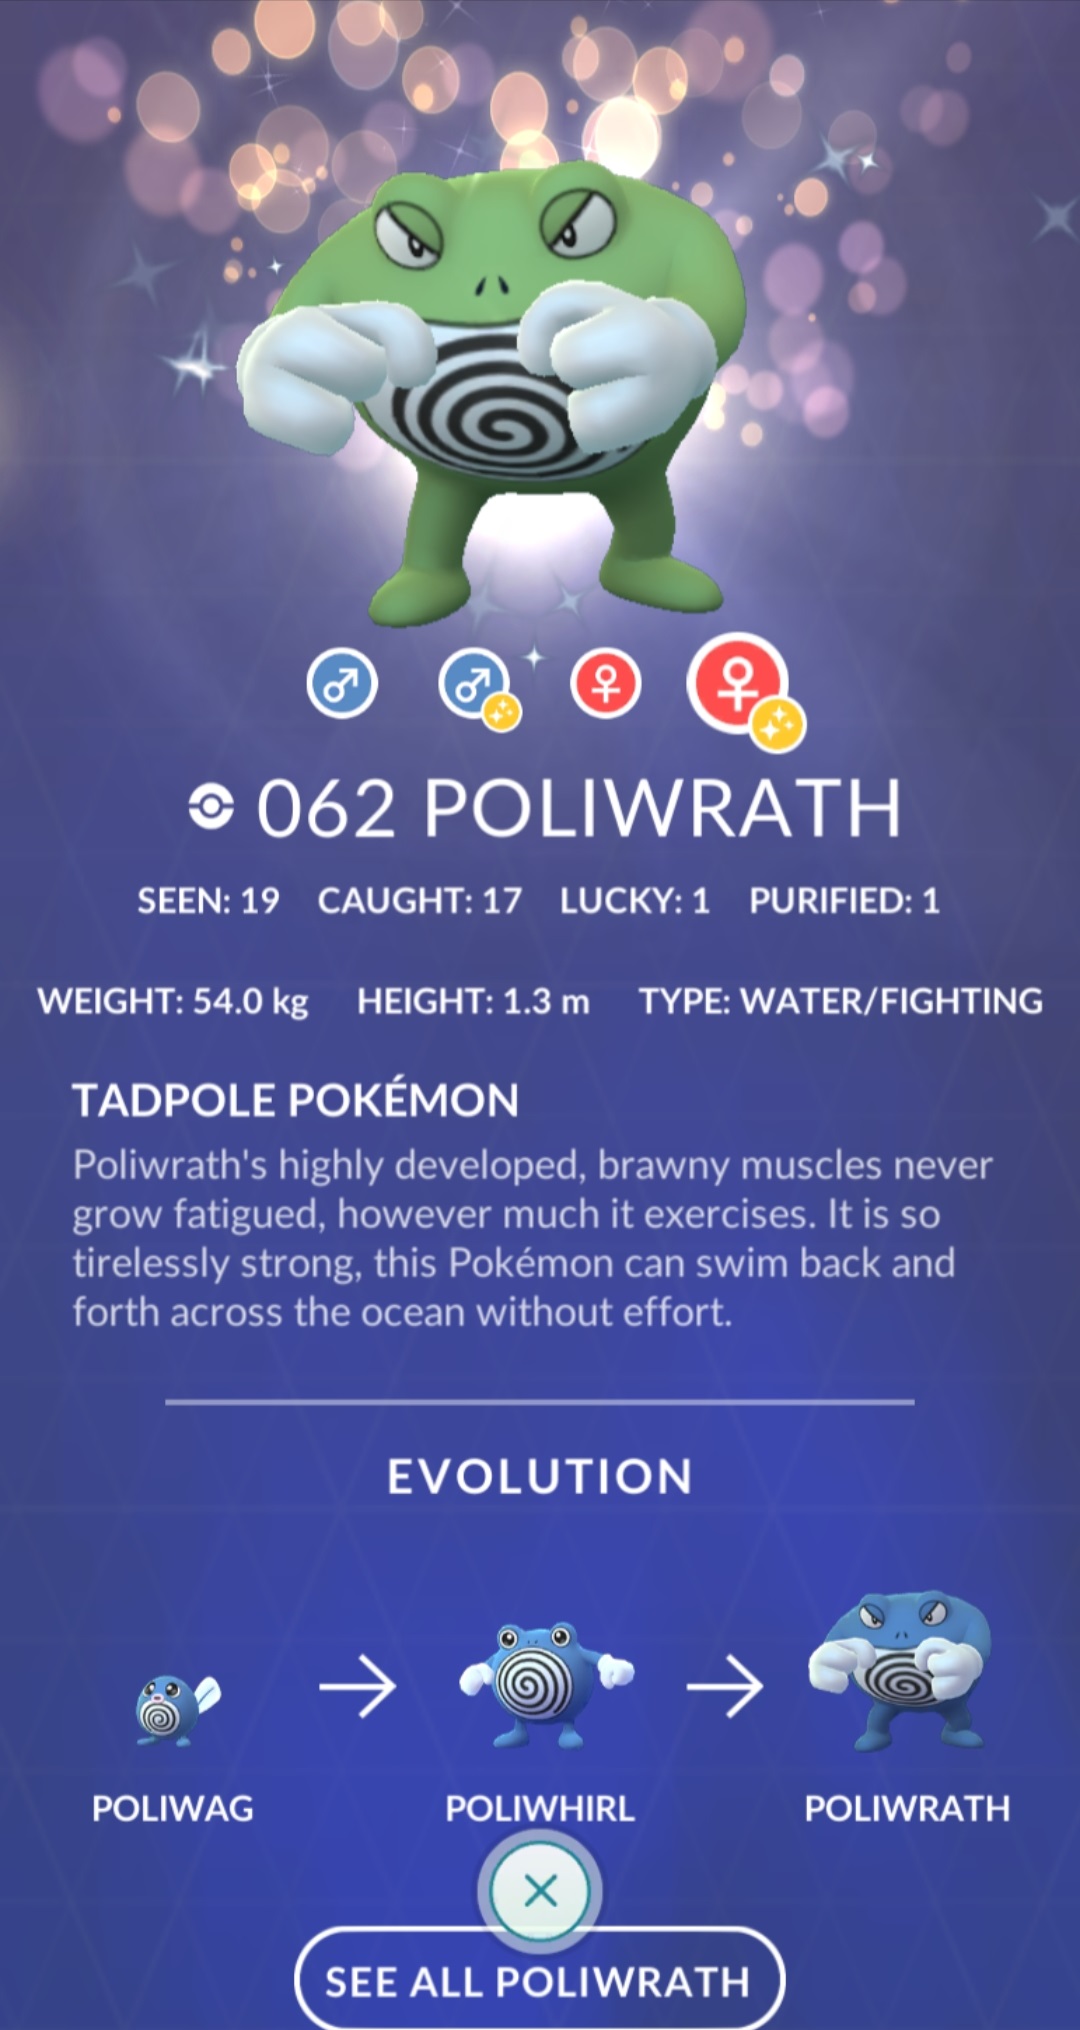 062 POLIWRATH
SEEN: 19 CAUGHT: 17 LUCKY: 1 PURIFIED: 1
WEIGHT: 54.0 kg HEIGHT: 1.3 m TYPE: WATER/FIGHTING
TADPOLE POKÉMON
Poliwrath's highly developed, brawny muscles never
grow fatigued, however much it exercises. It is so
tirelessly strong, this Pokémon can swim back and
forth across the ocean without effort.
EVOLUTION
POLIWAG POLIWHIRL POLIWRATH
SEE ALL POLIWRATH